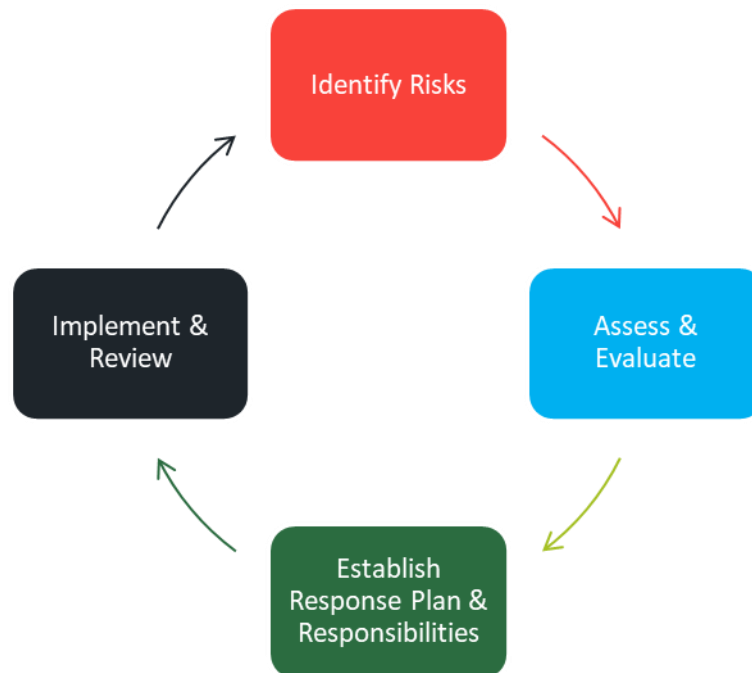 Identify Risks
Assess &
Evaluate
Establish
Response Plan &
Responsibilities
Implement &
Review